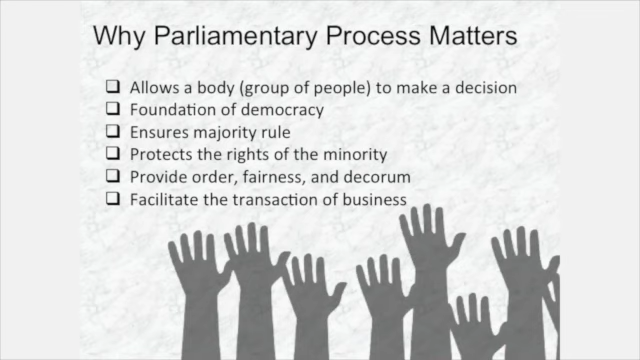 Why Parliamentary Process Matters
❑ Allows a body (group of people) to make a decision
❑ Foundation of democracy
❑ Ensures majority rule
❑ Protects the rights of the minority
❑ Provide order, fairness, and decorum
❑ Facilitate the transaction of business